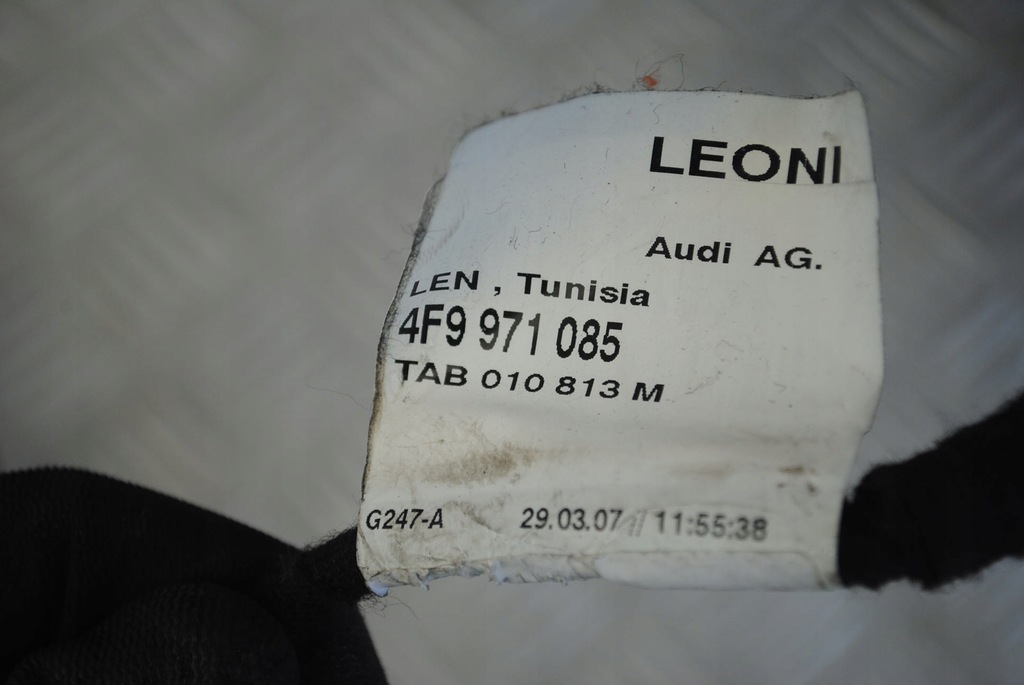 LEONI
Audi AG.
LEN , Tunisia
4F9 971 085
TAB 010 813 M
G247-A 29.03.07 // 11:55:38